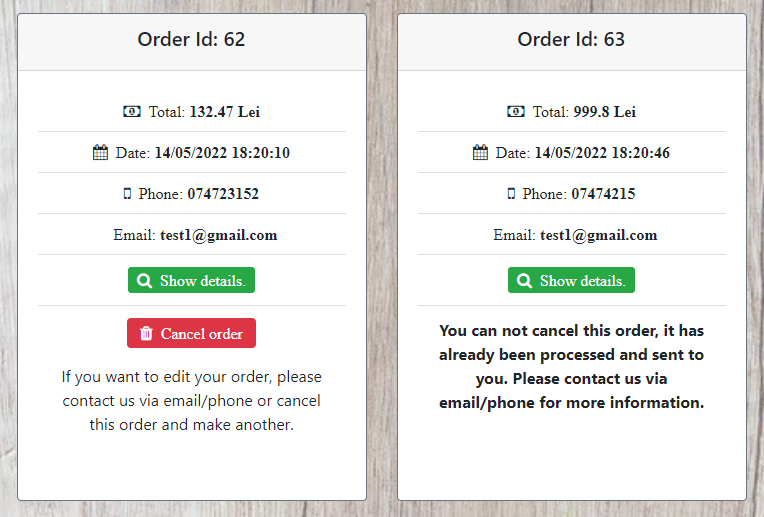 Order Id: 62
Total: 132.47 Lei
Date: 14/05/2022 18:20:10
Phone: 074723152
Email: test1@gmail.com
Show details.
Cancel order
If you want to edit your order, please
contact us via email/phone or cancel
this order and make another.
Order Id: 63
Total: 999.8 Lei
Date: 14/05/2022 18:20:46
Phone: 07474215
Email: test1@gmail.com
Show details.
You can not cancel this order, it has
already been processed and sent to
you. Please contact us via
email/phone for more information.